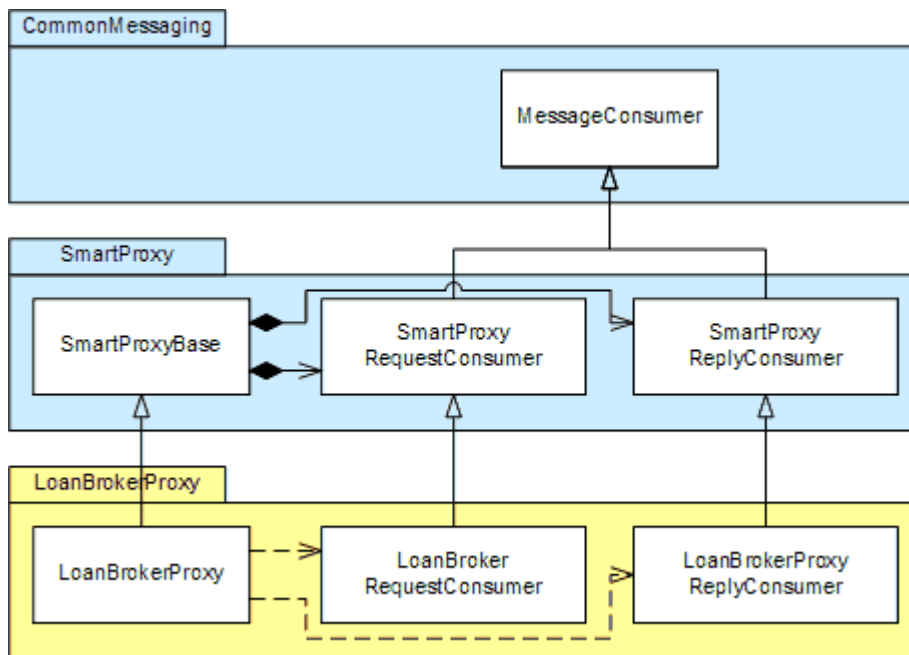 CommonMessaging
MessageConsumer
SmartProxy
SmartProxyBase
SmartProxy
RequestConsumer
SmartProxy
ReplyConsumer
LoanBrokerProxy
LoanBrokerProxy
LoanBroker
RequestConsumer
LoanBrokerProxy
ReplyConsumer